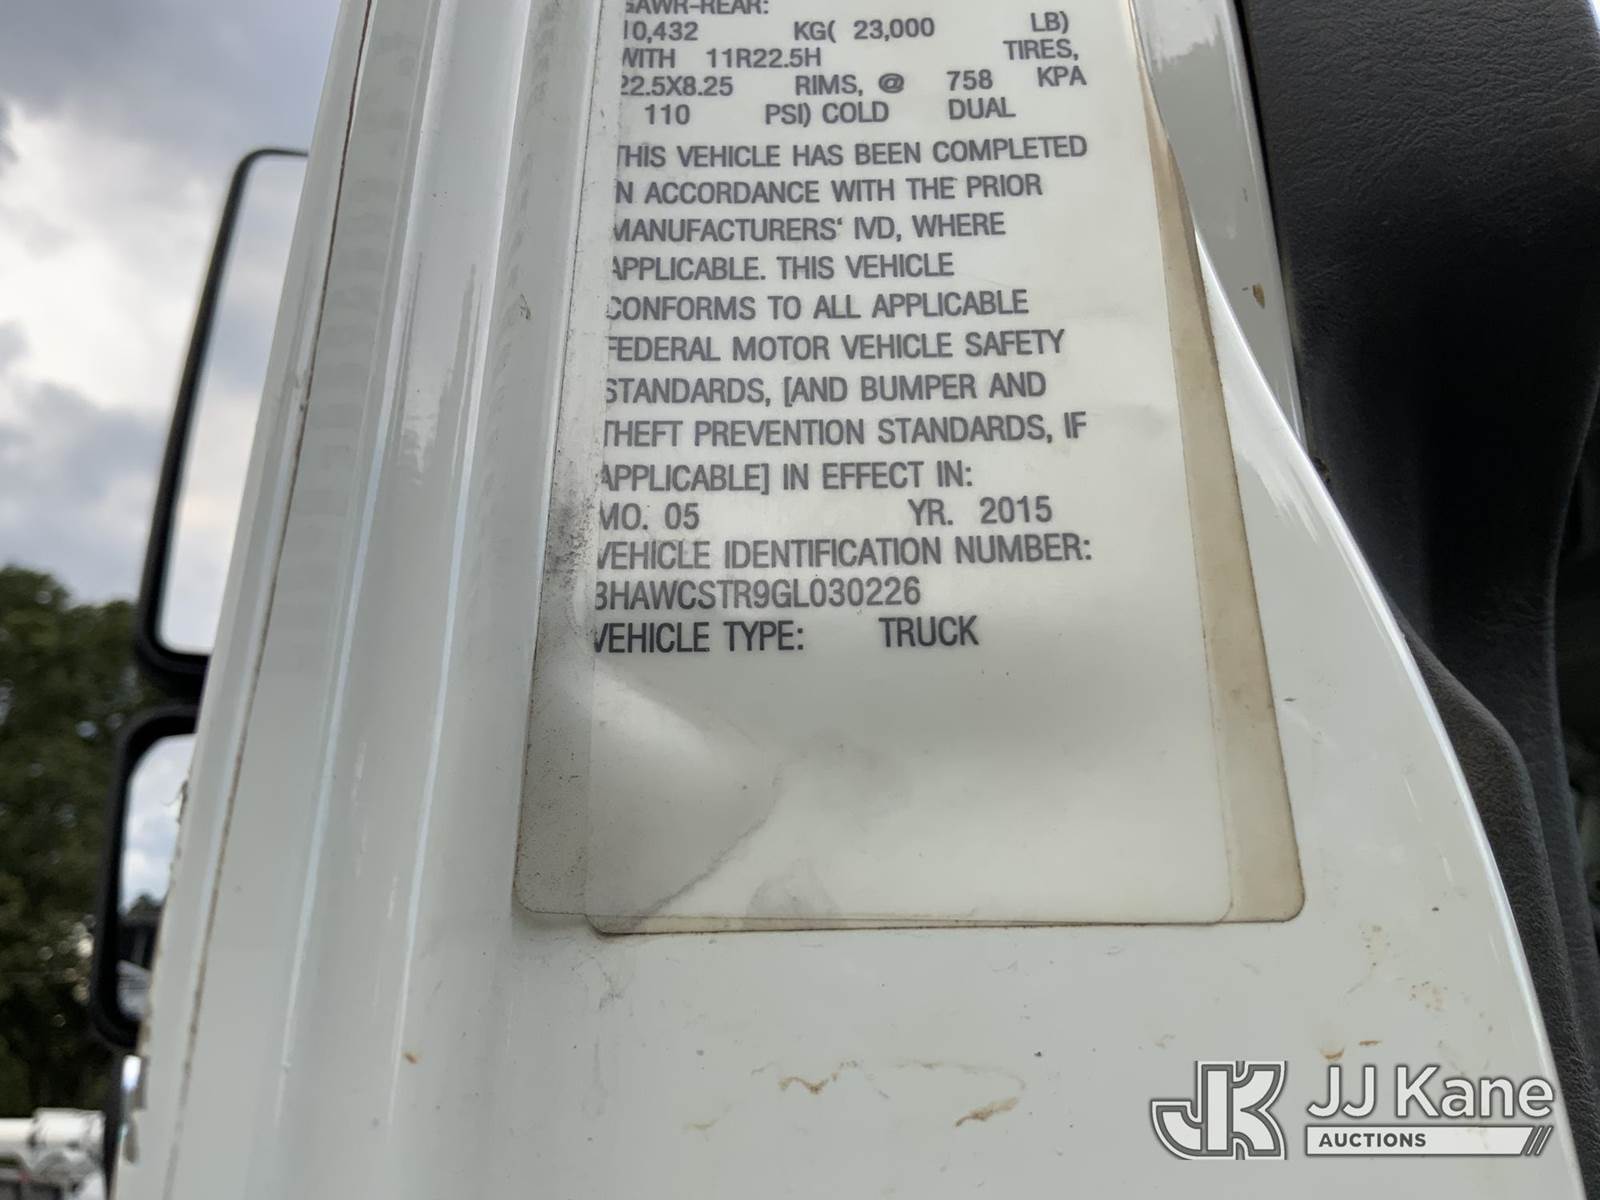 GAWR-REAR:
10,432 KG( 23,000 LB)
WITH 11R22.5H TIRES,
22.5X8.25 RIMS, @ 758 KPA
110 PSI) COLD DUAL
THIS VEHICLE HAS BEEN COMPLETED
IN ACCORDANCE WITH THE PRIOR
MANUFACTURERS' IVD, WHERE
APPLICABLE. THIS VEHICLE
CONFORMS TO ALL APPLICABLE
FEDERAL MOTOR VEHICLE SAFETY
STANDARDS, [AND BUMPER AND
THEFT PREVENTION STANDARDS, IF
APPLICABLE] IN EFFECT IN:
MO. 05 YR. 2015
VEHICLE IDENTIFICATION NUMBER:
3HAWCSTR9GL030226
VEHICLE TYPE: TRUCK
JK JJ Kane
AUCTIONS